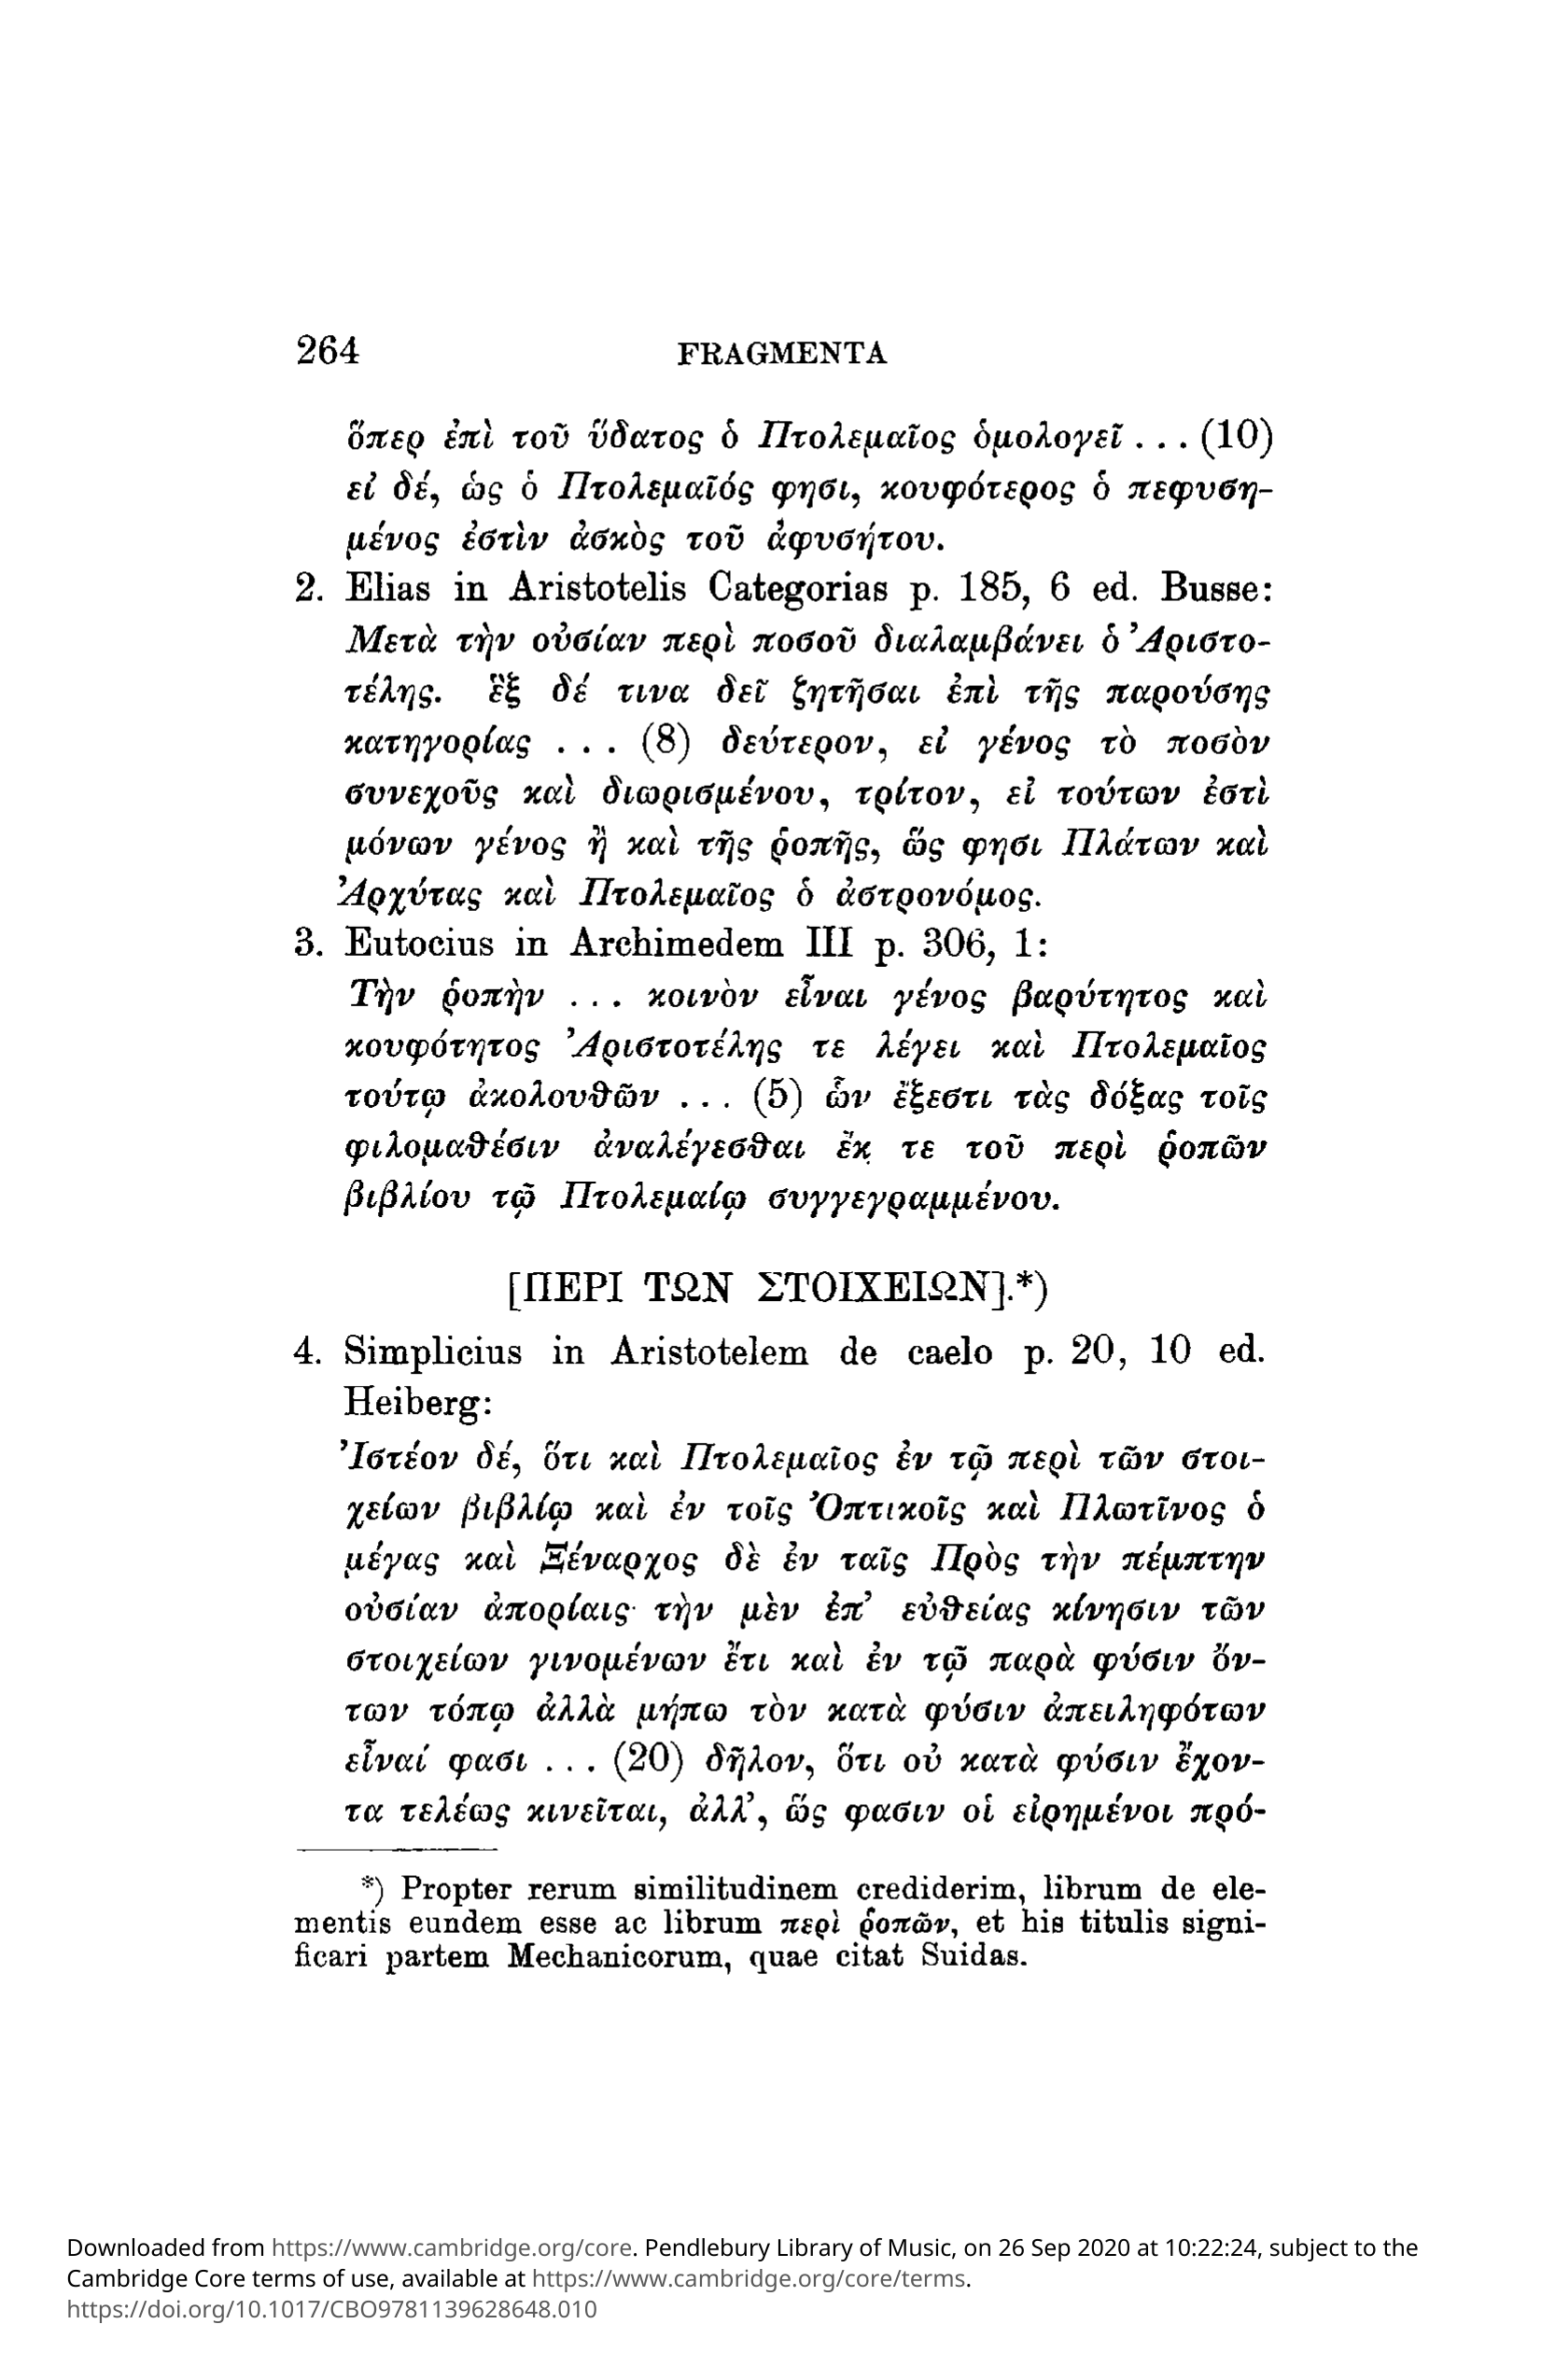 264 FRAGMENTA
ὅπερ ἐπὶ τοῦ ὕδατος ὁ Πτολεμαῖος ὁμολογεῖ ... (10)
εἰ δέ, ὡς ὁ Πτολεμαῖός φησι, κουφότερος ὁ πεφυση-
μένος ἐστὶν ἀσκὸς τοῦ ἀφυσήτου.
2. Elias in Aristotelis Categorias p. 185, 6 ed. Busse:
Μετὰ τὴν οὐσίαν περὶ ποσοῦ διαλαμβάνει ὁ Ἀριστο-
τέλης. ἓξ δέ τινα δεῖ ζητῆσαι ἐπὶ τῆς παρούσης
κατηγορίας ... (8) δεύτερον, εἰ γένος τὸ ποσὸν
συνεχοῦς καὶ διωρισμένου, τρίτον, εἰ τούτων ἐστὶ
μόνων γένος ἢ καὶ τῆς ῥοπῆς, ὥς φησι Πλάτων καὶ
Ἀρχύτας καὶ Πτολεμαῖος ὁ ἀστρονόμος.
3. Eutocius in Archimedem III p. 306, 1:
Τὴν ῥοπὴν ... κοινὸν εἶναι γένος βαρύτητος καὶ
κουφότητος Ἀριστοτέλης τε λέγει καὶ Πτολεμαῖος
τούτῳ ἀκολουθῶν ... (5) ὧν ἔξεστι τὰς δόξας τοῖς
φιλομαθέσιν ἀναλέγεσθαι ἔκ τε τοῦ περὶ ῥοπῶν
βιβλίου τῷ Πτολεμαίῳ συγγεγραμμένου.
[ΠΕΡΙ ΤΩΝ ΣΤΟΙΧΕΙΩΝ].*)
4. Simplicius in Aristotelem de caelo p. 20, 10 ed.
Heiberg:
Ἰστέον δέ, ὅτι καὶ Πτολεμαῖος ἐν τῷ περὶ τῶν στοι-
χείων βιβλίῳ καὶ ἐν τοῖς Ὀπτικοῖς καὶ Πλωτῖνος ὁ
μέγας καὶ Ξέναρχος δὲ ἐν ταῖς Πρὸς τὴν πέμπτην
οὐσίαν ἀπορίαις· τὴν μὲν ἐπ’ εὐθείας κίνησιν τῶν
στοιχείων γινομένων ἔτι καὶ ἐν τῷ παρὰ φύσιν ὄν-
των τόπῳ ἀλλὰ μήπω τὸν κατὰ φύσιν ἀπειληφότων
εἶναί φασι ... (20) δῆλον, ὅτι οὐ κατὰ φύσιν ἔχον-
τα τελέως κινεῖται, ἀλλ’, ὥς φασιν οἱ εἰρημένοι πρό-
*) Propter rerum similitudinem crediderim, librum de ele-
mentis eundem esse ac librum περὶ ῥοπῶν, et his titulis signi-
ficari partem Mechanicorum, quae citat Suidas.
Downloaded from https://www.cambridge.org/core. Pendlebury Library of Music, on 26 Sep 2020 at 10:22:24, subject to the
Cambridge Core terms of use, available at https://www.cambridge.org/core/terms.
https://doi.org/10.1017/CBO9781139628648.010